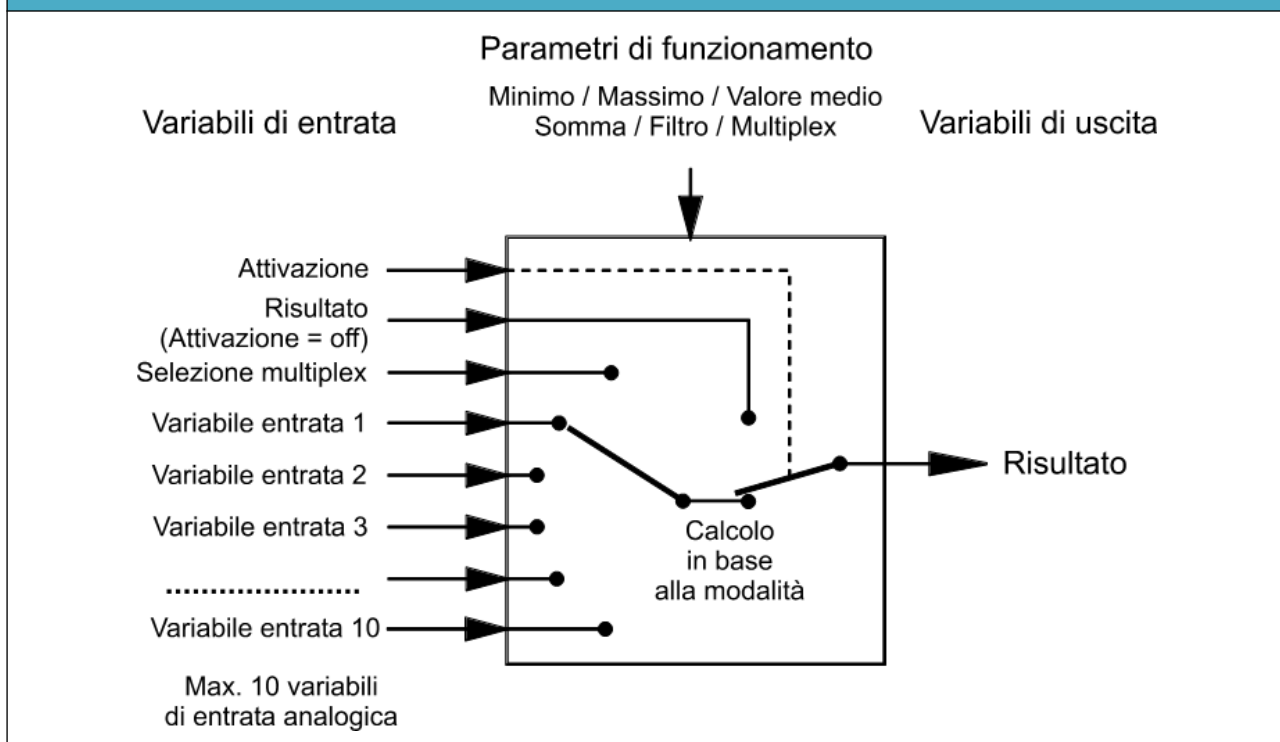 Parametri di funzionamento
Minimo / Massimo / Valore medio
Somma / Filtro / Multiplex
Variabili di entrata
Variabili di uscita
Attivazione
Risultato
(Attivazione = off)
Selezione multiplex
Variabile entrata 1
Variabile entrata 2
Variabile entrata 3
......................
Variabile entrata 10
Max. 10 variabili
di entrata analogica
Calcolo
in base
alla modalità
Risultato